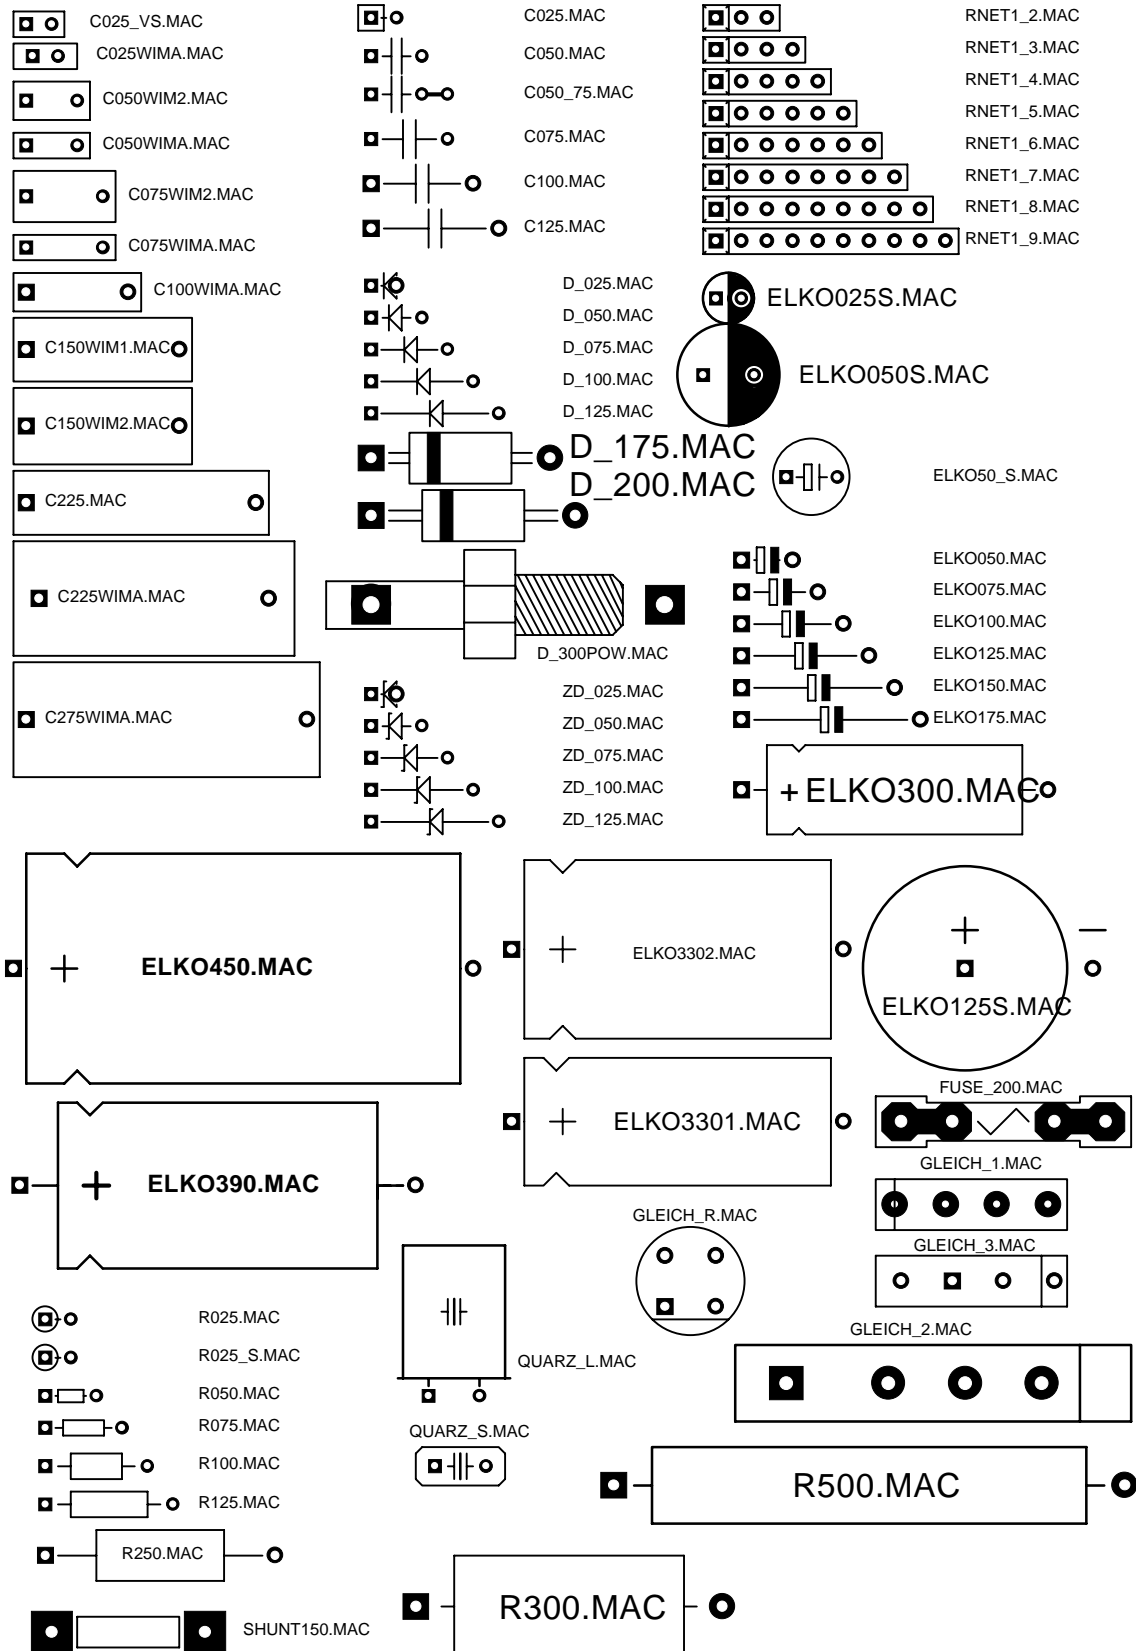 C025_VS.MAC
C025WIMA.MAC
C050WIM2.MAC
C050WIMA.MAC
C075WIM2.MAC
C075WIMA.MAC
C100WIMA.MAC
C150WIM1.MAC
C150WIM2.MAC
C225.MAC
C225WIMA.MAC
C275WIMA.MAC
C025.MAC
C050.MAC
C050_75.MAC
C075.MAC
C100.MAC
C125.MAC
D_025.MAC
D_050.MAC
D_075.MAC
D_100.MAC
D_125.MAC
D_175.MAC
D_200.MAC
D_300POW.MAC
ZD_025.MAC
ZD_050.MAC
ZD_075.MAC
ZD_100.MAC
ZD_125.MAC
RNET1_2.MAC
RNET1_3.MAC
RNET1_4.MAC
RNET1_5.MAC
RNET1_6.MAC
RNET1_7.MAC
RNET1_8.MAC
RNET1_9.MAC
ELKO025S.MAC
ELKO050S.MAC
ELKO50_S.MAC
ELKO050.MAC
ELKO075.MAC
ELKO100.MAC
ELKO125.MAC
ELKO150.MAC
ELKO175.MAC
+ELKO300.MAC
ELKO450.MAC
ELKO3302.MAC
ELKO125S.MAC
ELKO3301.MAC
FUSE_200.MAC
ELKO390.MAC
GLEICH_1.MAC
GLEICH_R.MAC
GLEICH_3.MAC
GLEICH_2.MAC
QUARZ_L.MAC
QUARZ_S.MAC
R025.MAC
R025_S.MAC
R050.MAC
R075.MAC
R100.MAC
R125.MAC
R250.MAC
SHUNT150.MAC
R500.MAC
R300.MAC